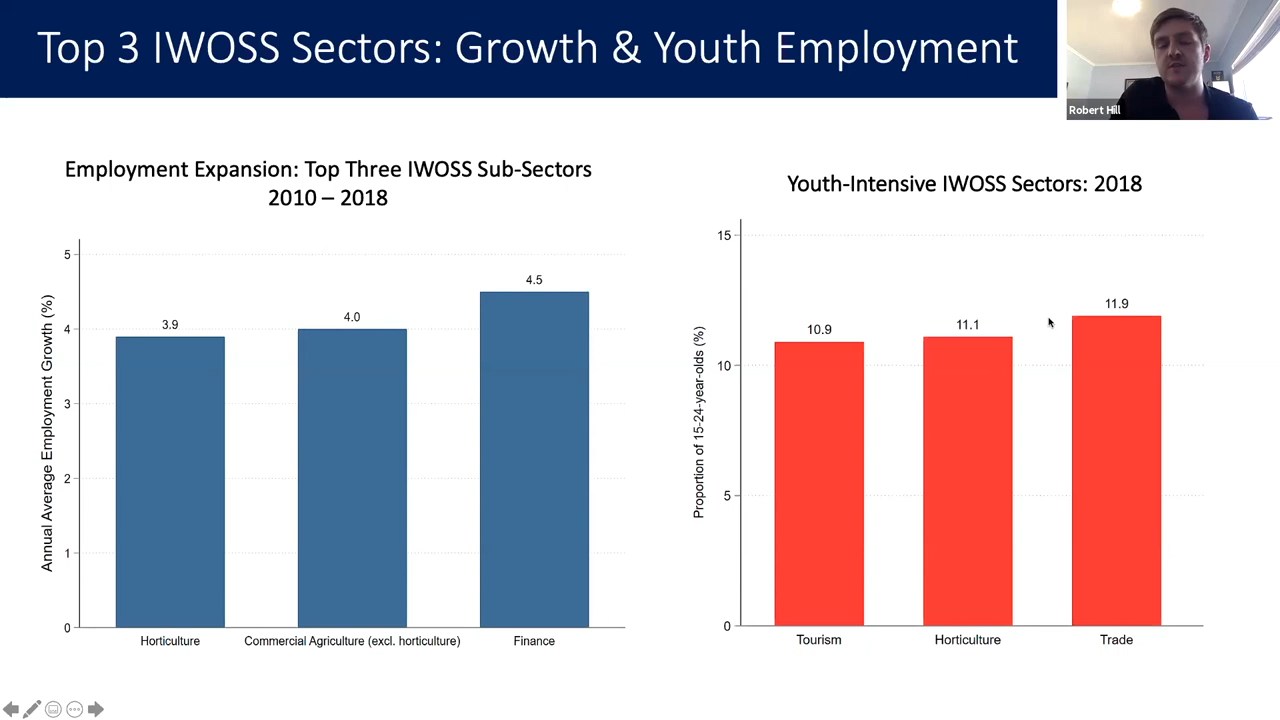 Top 3 IWOSS Sectors: Growth & Youth Employment
Robert Hill
Employment Expansion: Top Three IWOSS Sub-Sectors
2010 – 2018
Annual Average Employment Growth (%)
5
4
3
2
1
0
3.9
4.0
4.5
Horticulture
Commercial Agriculture (excl. horticulture)
Finance
Youth-Intensive IWOSS Sectors: 2018
Proportion of 15-24-year-olds (%)
15
10
5
0
10.9
11.1
11.9
Tourism
Horticulture
Trade